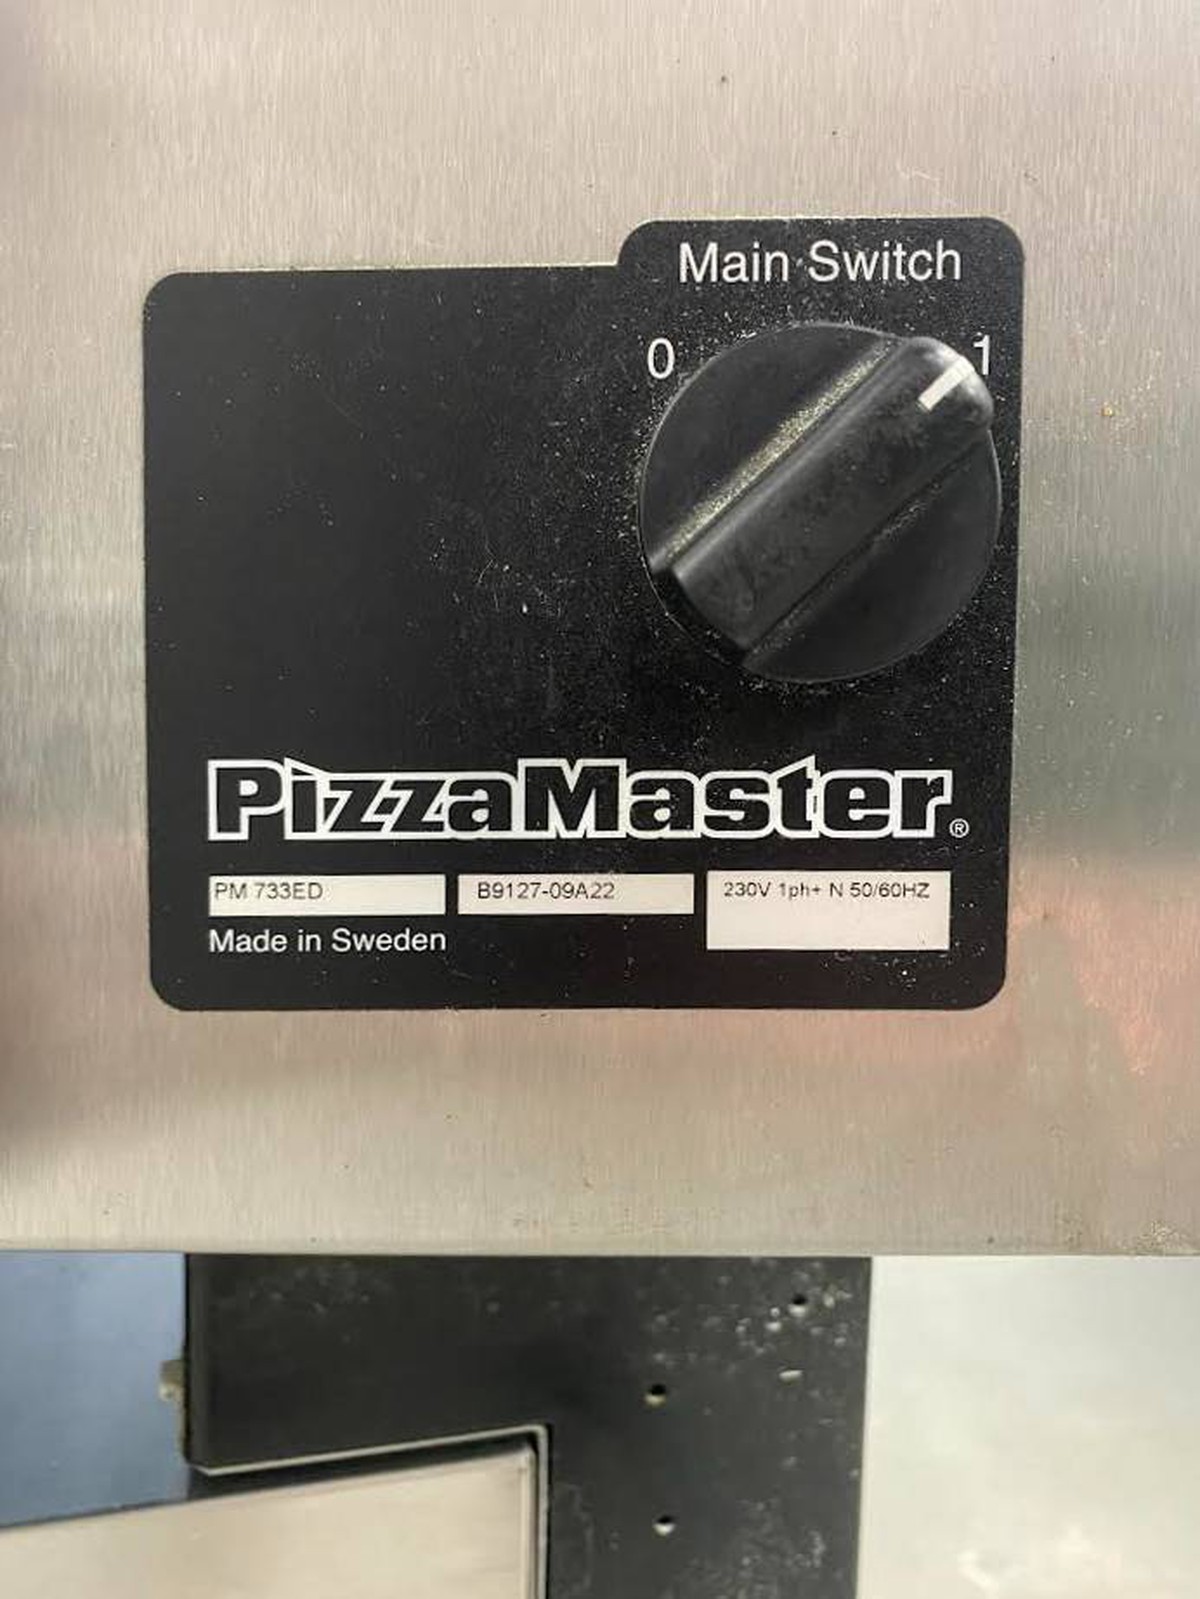 Main Switch
0 1
PizzaMaster®
PM 733ED B9127-09A22 230V 1ph+ N 50/60HZ
Made in Sweden